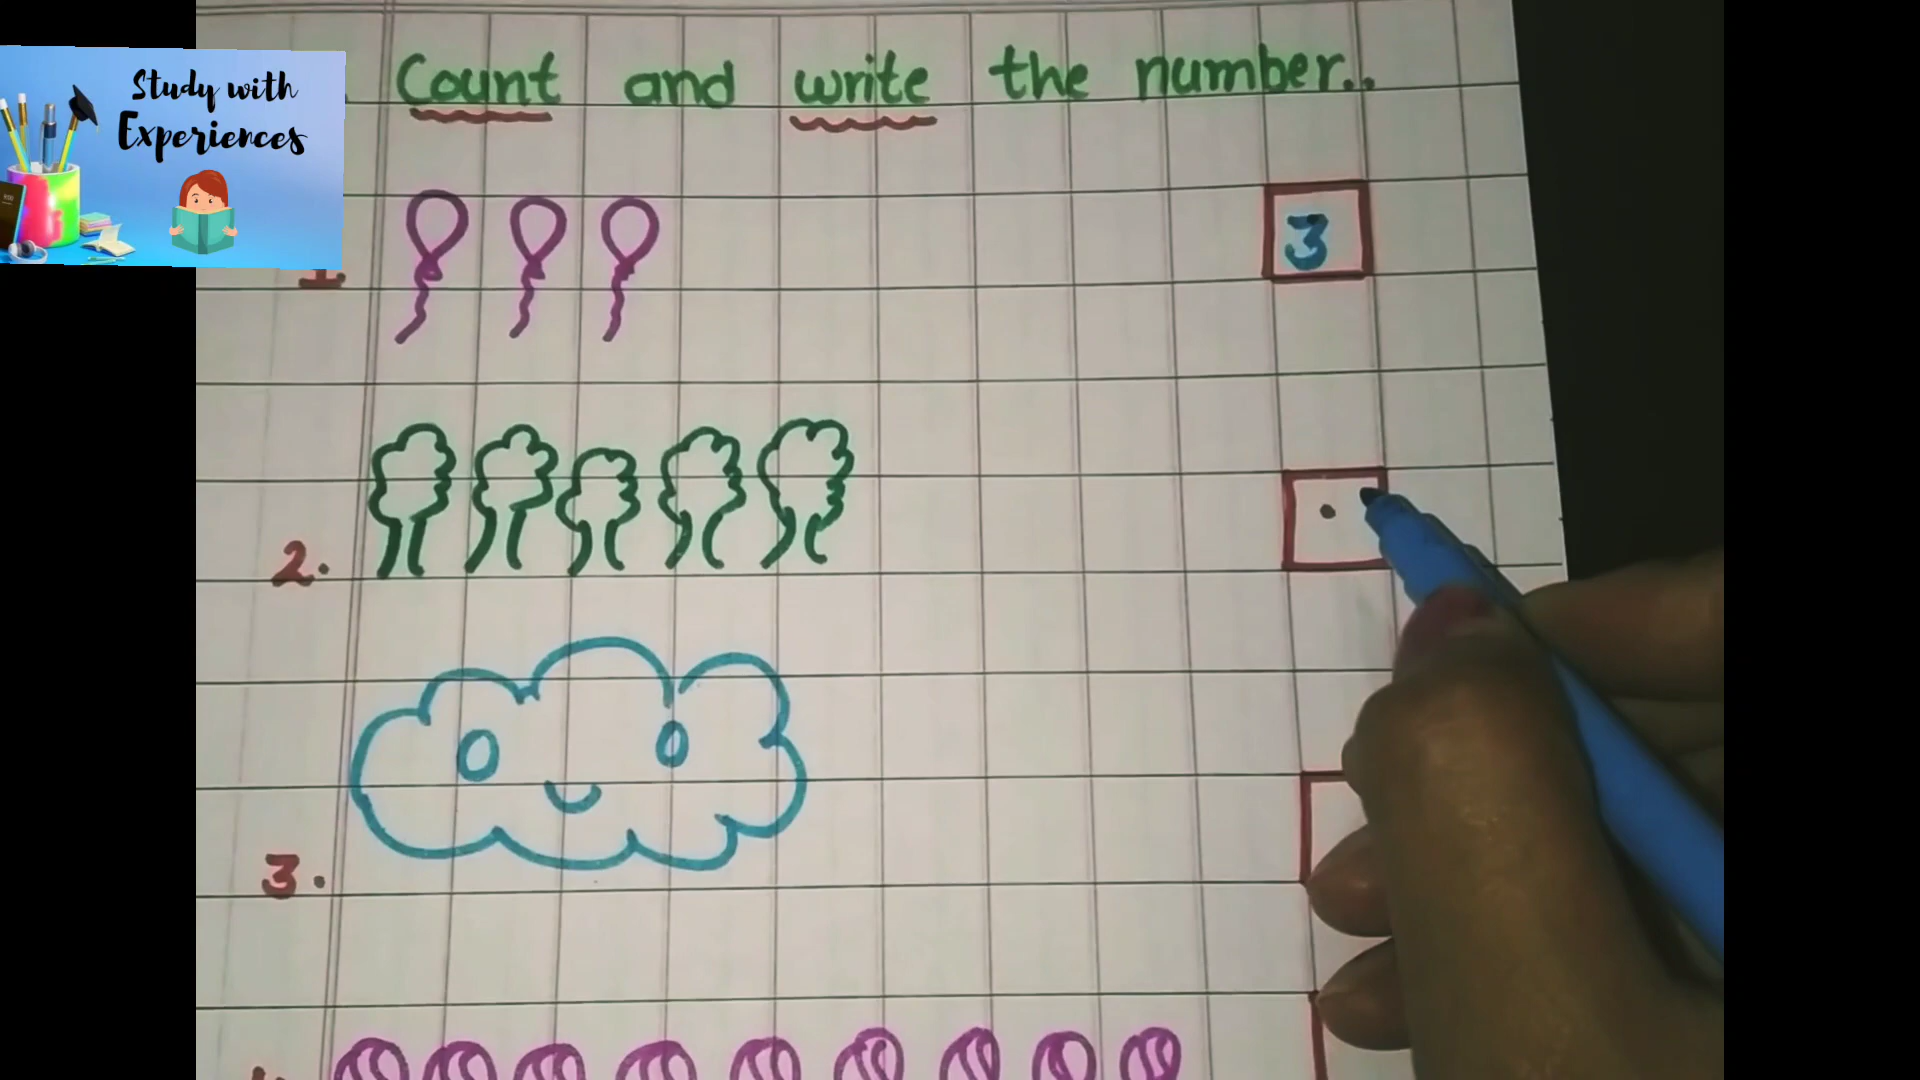 Study with
Experiences
Count and write the number..
3
2.
3.